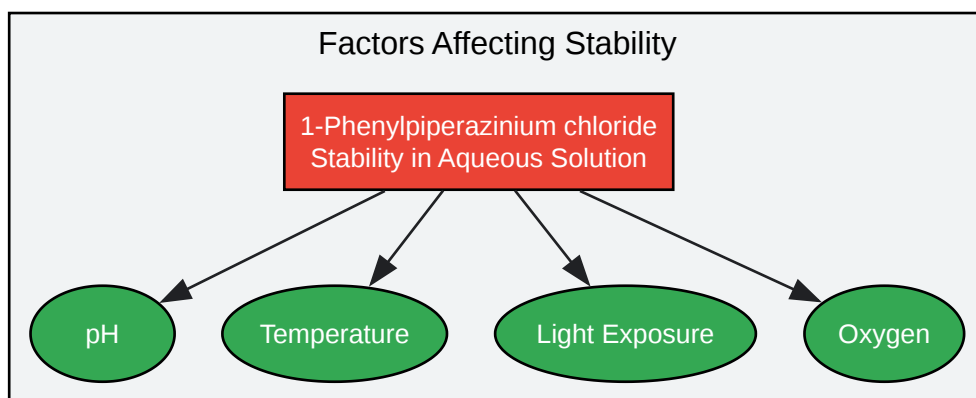 Factors Affecting Stability
1-Phenylpiperazinium chloride
Stability in Aqueous Solution
pH
Temperature
Light Exposure
Oxygen